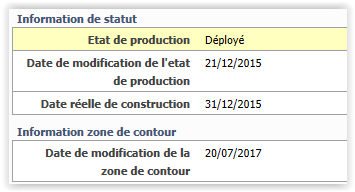 Information de statut
Etat de production Déployé
Date de modification de l'etat 21/12/2015
de production
Date réelle de construction 31/12/2015
Information zone de contour
Date de modification de la 20/07/2017
zone de contour